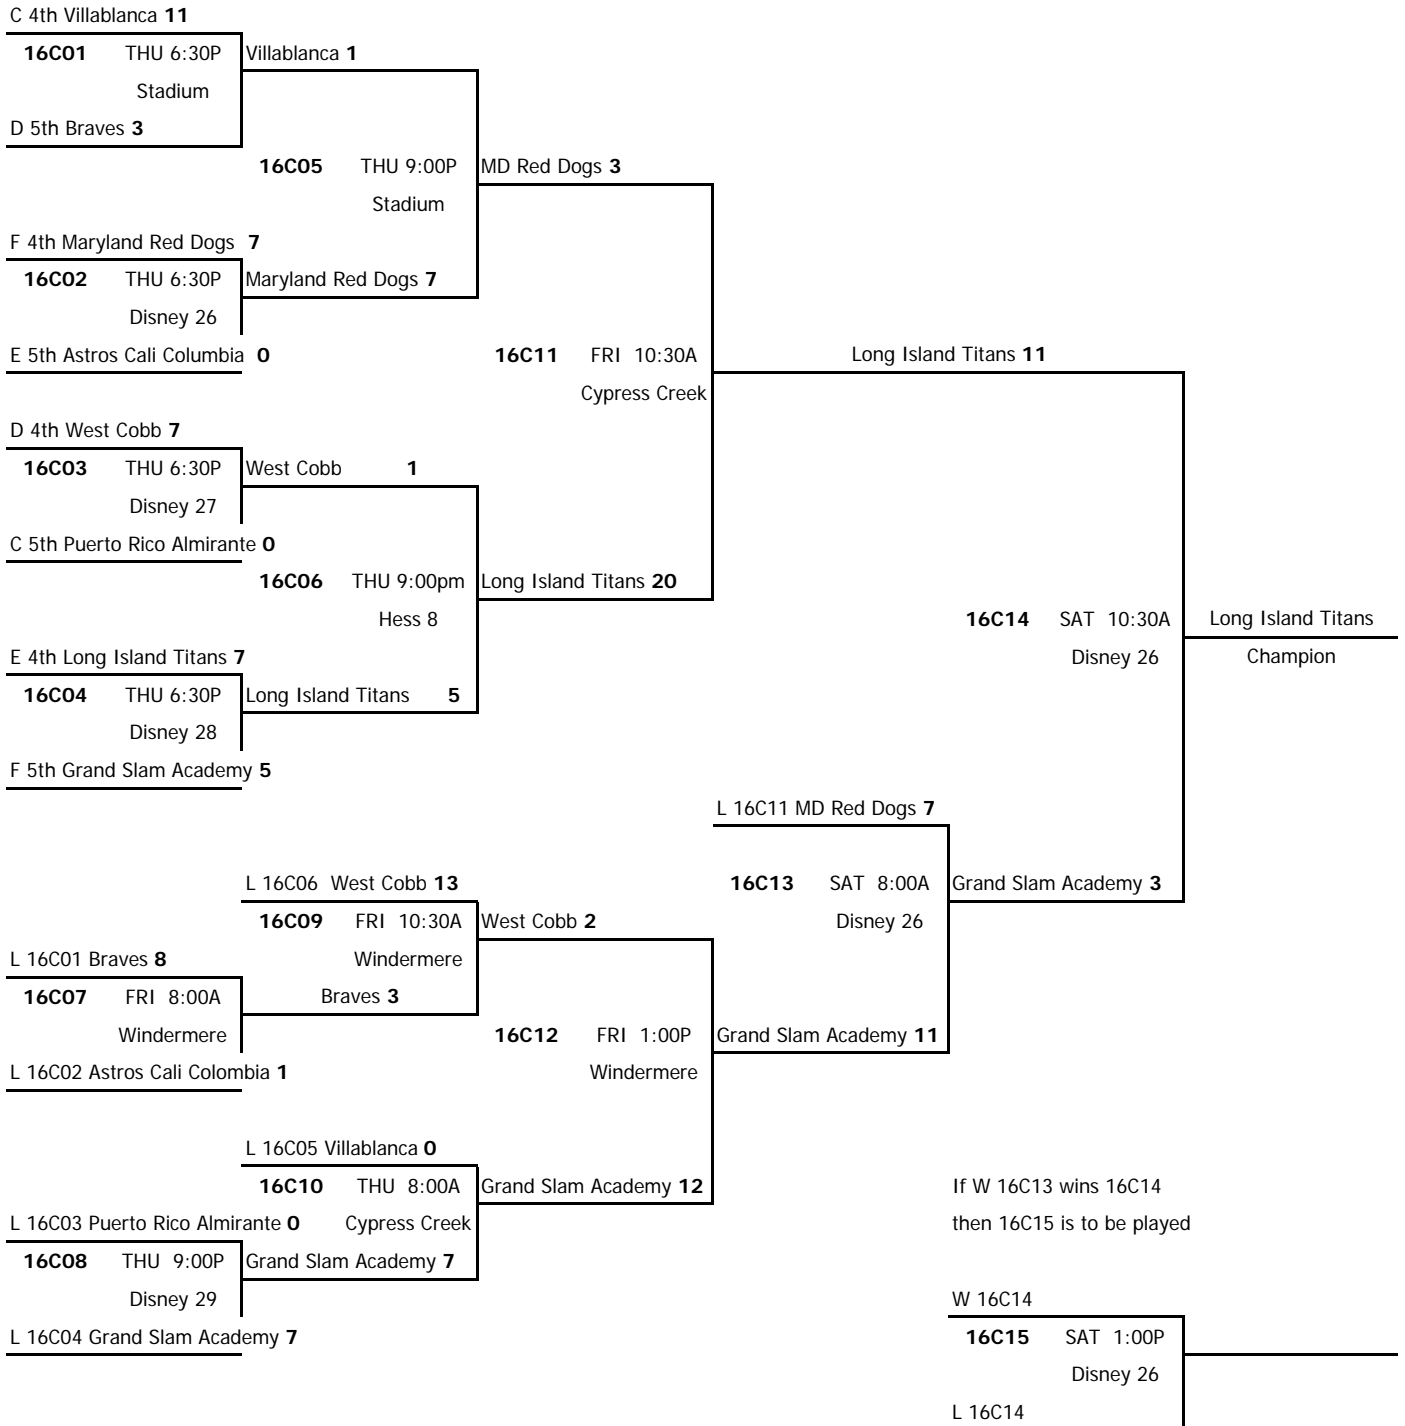 C 4th Villablanca 11
16C01 THU 6:30P Villablanca 1
Stadium
D 5th Braves 3
16C05 THU 9:00P MD Red Dogs 3
Stadium
F 4th Maryland Red Dogs 7
16C02 THU 6:30P Maryland Red Dogs 7
Disney 26
E 5th Astros Cali Columbia 0 16C11 FRI 10:30A Long Island Titans 11
Cypress Creek
D 4th West Cobb 7
16C03 THU 6:30P West Cobb 1
Disney 27
C 5th Puerto Rico Almirante 0
16C06 THU 9:00pm Long Island Titans 20
Hess 8 16C14 SAT 10:30A Long Island Titans
E 4th Long Island Titans 7 Disney 26 Champion
16C04 THU 6:30P Long Island Titans 5
Disney 28
F 5th Grand Slam Academy 5
L 16C11 MD Red Dogs 7
L 16C06 West Cobb 13 16C13 SAT 8:00A Grand Slam Academy 3
16C09 FRI 10:30A West Cobb 2 Disney 26
L 16C01 Braves 8 Windermere
16C07 FRI 8:00A Braves 3
Windermere 16C12 FRI 1:00P Grand Slam Academy 11
L 16C02 Astros Cali Colombia 1 Windermere
L 16C05 Villablanca 0
16C10 THU 8:00A Grand Slam Academy 12 If W 16C13 wins 16C14
L 16C03 Puerto Rico Almirante 0 Cypress Creek then 16C15 is to be played
16C08 THU 9:00P Grand Slam Academy 7
Disney 29 W 16C14
L 16C04 Grand Slam Academy 7 16C15 SAT 1:00P
Disney 26
L 16C14